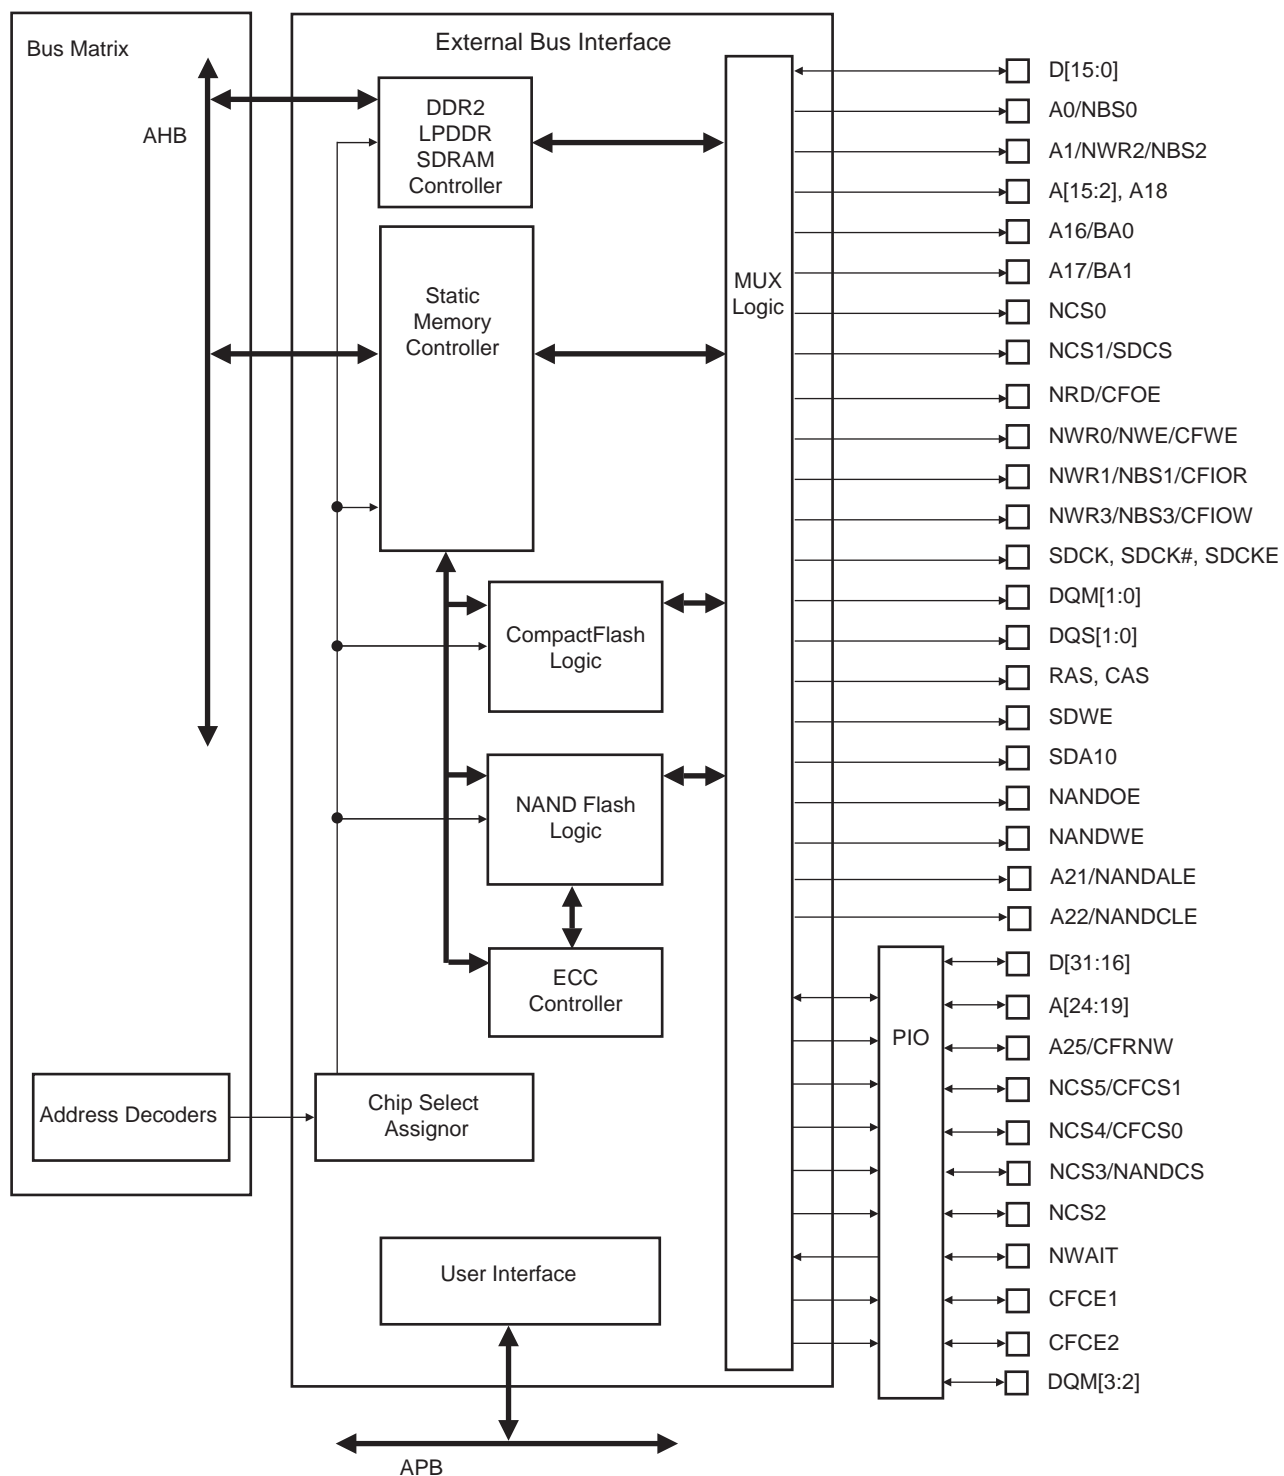 Bus Matrix
AHB
Address Decoders
External Bus Interface
DDR2
LPDDR
SDRAM
Controller
Static
Memory
Controller
CompactFlash
Logic
NAND Flash
Logic
ECC
Controller
Chip Select
Assignor
User Interface
APB
MUX
Logic
PIO
D[15:0]
A0/NBS0
A1/NWR2/NBS2
A[15:2], A18
A16/BA0
A17/BA1
NCS0
NCS1/SDCS
NRD/CFOE
NWR0/NWE/CFWE
NWR1/NBS1/CFIOR
NWR3/NBS3/CFIOW
SDCK, SDCK#, SDCKE
DQM[1:0]
DQS[1:0]
RAS, CAS
SDWE
SDA10
NANDOE
NANDWE
A21/NANDALE
A22/NANDCLE
D[31:16]
A[24:19]
A25/CFRNW
NCS5/CFCS1
NCS4/CFCS0
NCS3/NANDCS
NCS2
NWAIT
CFCE1
CFCE2
DQM[3:2]